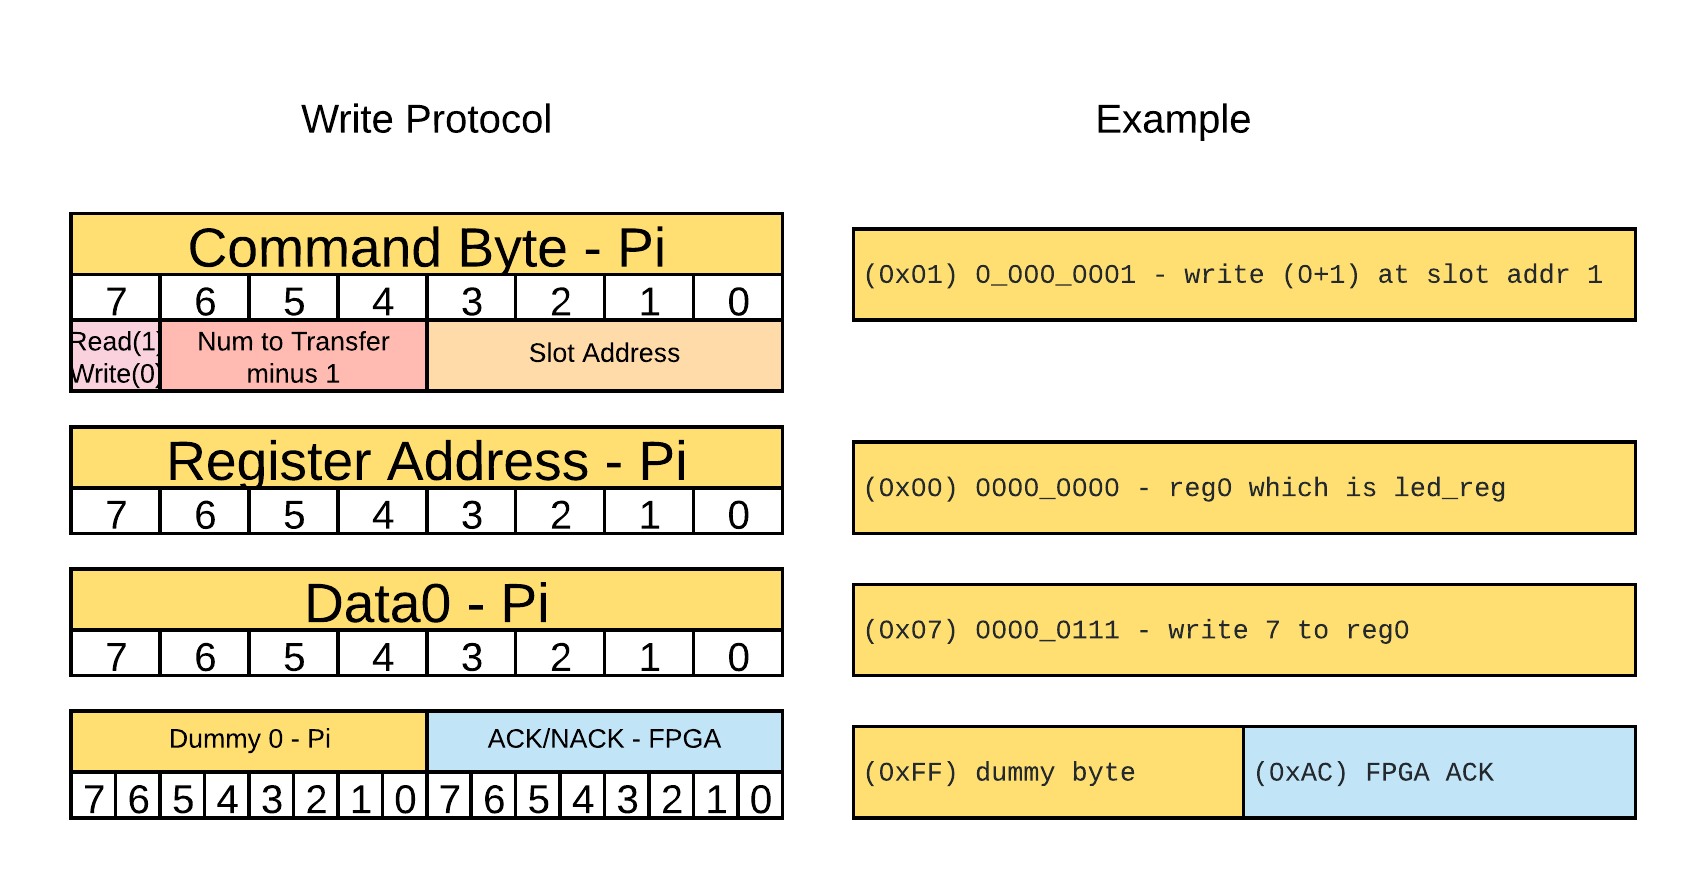 Write Protocol
Example
Command Byte - Pi
7 6 5 4 3 2 1 0
Read(1)
Write(0)
Num to Transfer
minus 1
Slot Address
(0x01) 0_000_0001 - write (0+1) at slot addr 1
Register Address - Pi
7 6 5 4 3 2 1 0
(0x00) 0000_0000 - reg0 which is led_reg
Data0 - Pi
7 6 5 4 3 2 1 0
(0x07) 0000_0111 - write 7 to reg0
Dummy 0 - Pi
ACK/NACK - FPGA
7 6 5 4 3 2 1 0 7 6 5 4 3 2 1 0
(0xFF) dummy byte
(0xAC) FPGA ACK